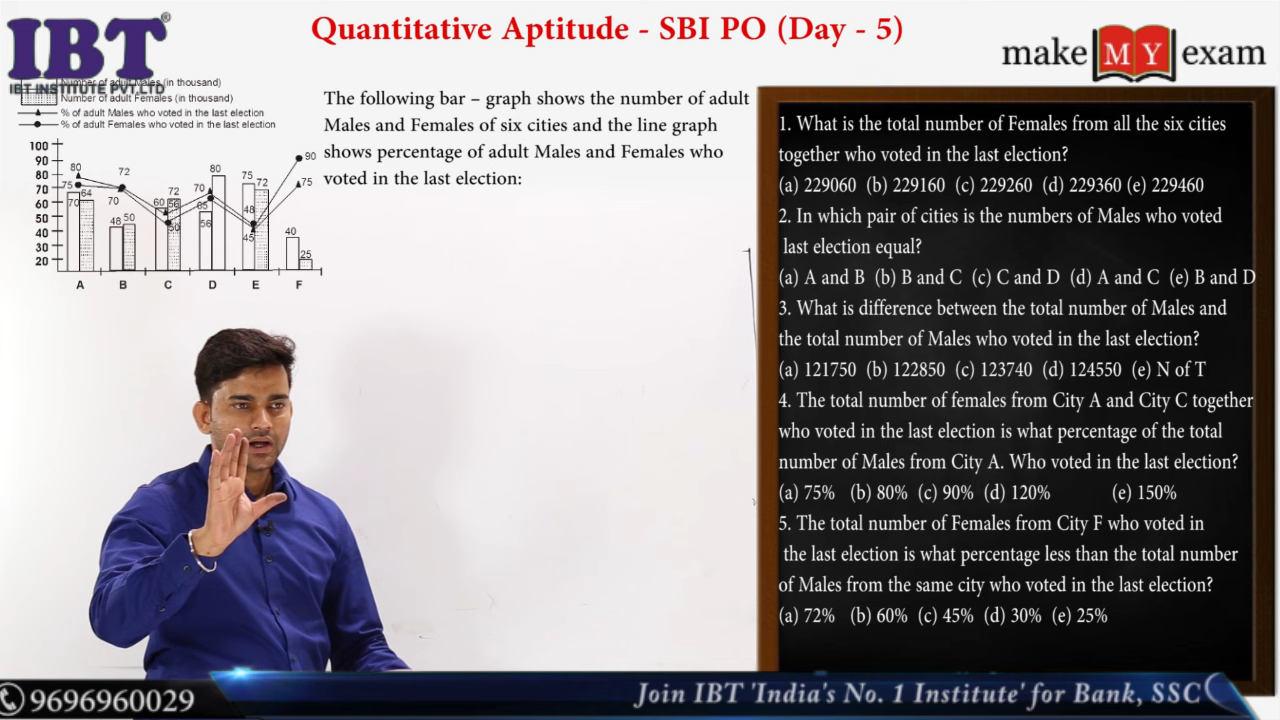 IBT®
IBT INSTITUTE PVT.LTD
Quantitative Aptitude - SBI PO (Day - 5)
make MY exam
Number of adult Males (in thousand)
Number of adult Females (in thousand)
% of adult Males who voted in the last election
% of adult Females who voted in the last election
100
90
80
70
60
50
40
30
20
80
75
70
64
72
70
48
50
60
72
56
50
80
70
65
56
75
72
48
45
90
75
40
25
A B C D E F
The following bar – graph shows the number of adult
Males and Females of six cities and the line graph
shows percentage of adult Males and Females who
voted in the last election:
1. What is the total number of Females from all the six cities
together who voted in the last election?
(a) 229060 (b) 229160 (c) 229260 (d) 229360 (e) 229460
2. In which pair of cities is the numbers of Males who voted
last election equal?
(a) A and B (b) B and C (c) C and D (d) A and C (e) B and D
3. What is difference between the total number of Males and
the total number of Males who voted in the last election?
(a) 121750 (b) 122850 (c) 123740 (d) 124550 (e) N of T
4. The total number of females from City A and City C together
who voted in the last election is what percentage of the total
number of Males from City A. Who voted in the last election?
(a) 75% (b) 80% (c) 90% (d) 120% (e) 150%
5. The total number of Females from City F who voted in
the last election is what percentage less than the total number
of Males from the same city who voted in the last election?
(a) 72% (b) 60% (c) 45% (d) 30% (e) 25%
9696960029
Join IBT 'India's No. 1 Institute' for Bank, SSC